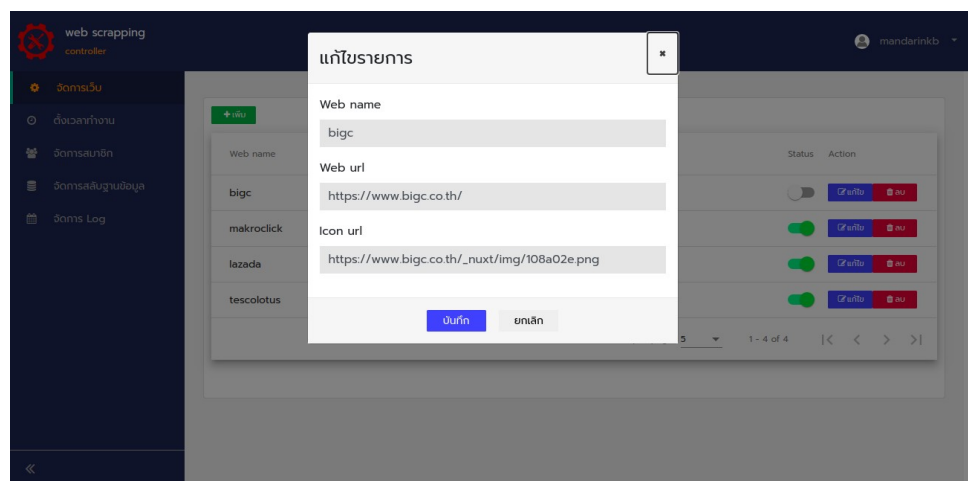 web scrapping
controller
mandarinkb
จัดการเว็บ
ตั้งเวลาทำงาน
จัดการสมาชิก
จัดการสลับฐานข้อมูล
จัดการ Log
+ เพิ่ม
Web name
Status Action
bigc
แก้ไข ลบ
makroclick
แก้ไข ลบ
lazada
แก้ไข ลบ
tescolotus
แก้ไข ลบ
5
1 - 4 of 4
แก้ไขรายการ
×
Web name
bigc
Web url
https://www.bigc.co.th/
Icon url
https://www.bigc.co.th/_nuxt/img/108a02e.png
บันทึก ยกเลิก